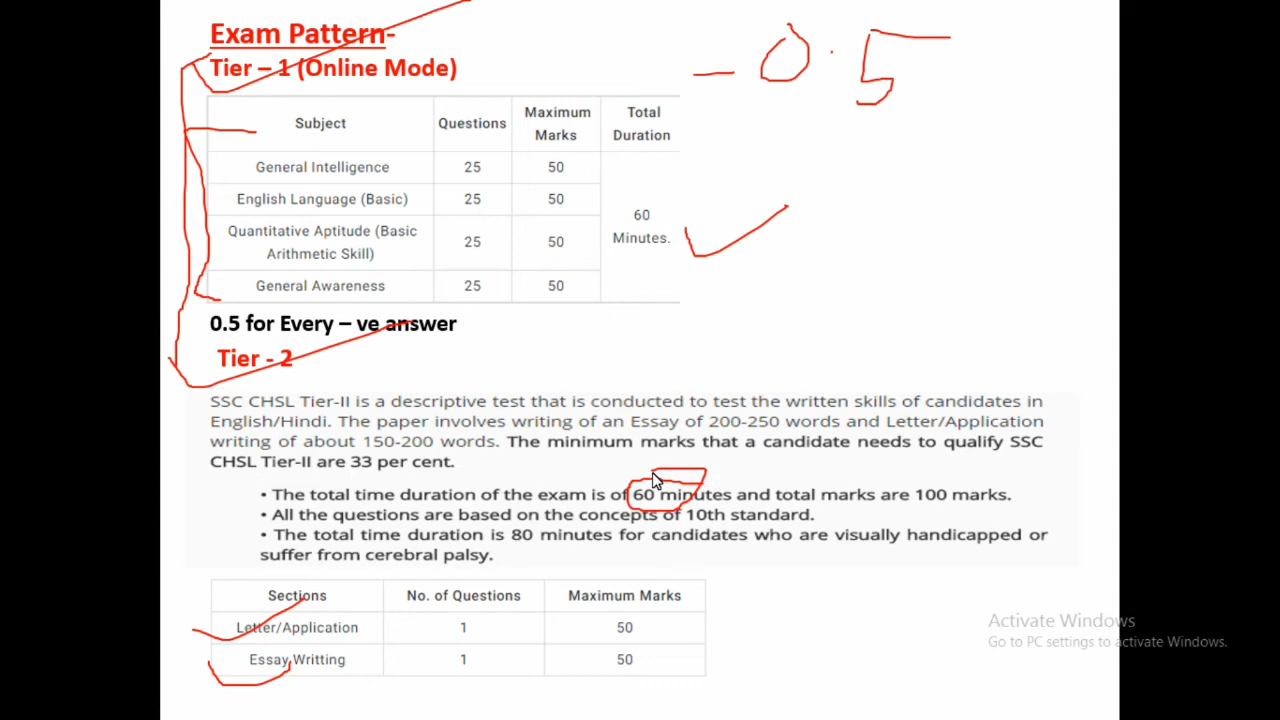 Exam Pattern-
Tier – 1 (Online Mode)
- 0.5
Subject Questions Maximum Marks Total Duration
General Intelligence 25 50
English Language (Basic) 25 50
Quantitative Aptitude (Basic Arithmetic Skill) 25 50
General Awareness 25 50
60 Minutes.
0.5 for Every – ve answer
Tier - 2
SSC CHSL Tier-II is a descriptive test that is conducted to test the written skills of candidates in
English/Hindi. The paper involves writing of an Essay of 200-250 words and Letter/Application
writing of about 150-200 words. The minimum marks that a candidate needs to qualify SSC
CHSL Tier-II are 33 per cent.
• The total time duration of the exam is of 60 minutes and total marks are 100 marks.
• All the questions are based on the concepts of 10th standard.
• The total time duration is 80 minutes for candidates who are visually handicapped or
suffer from cerebral palsy.
Sections No. of Questions Maximum Marks
Letter/Application 1 50
Essay Writting 1 50
Activate Windows
Go to PC settings to activate Windows.